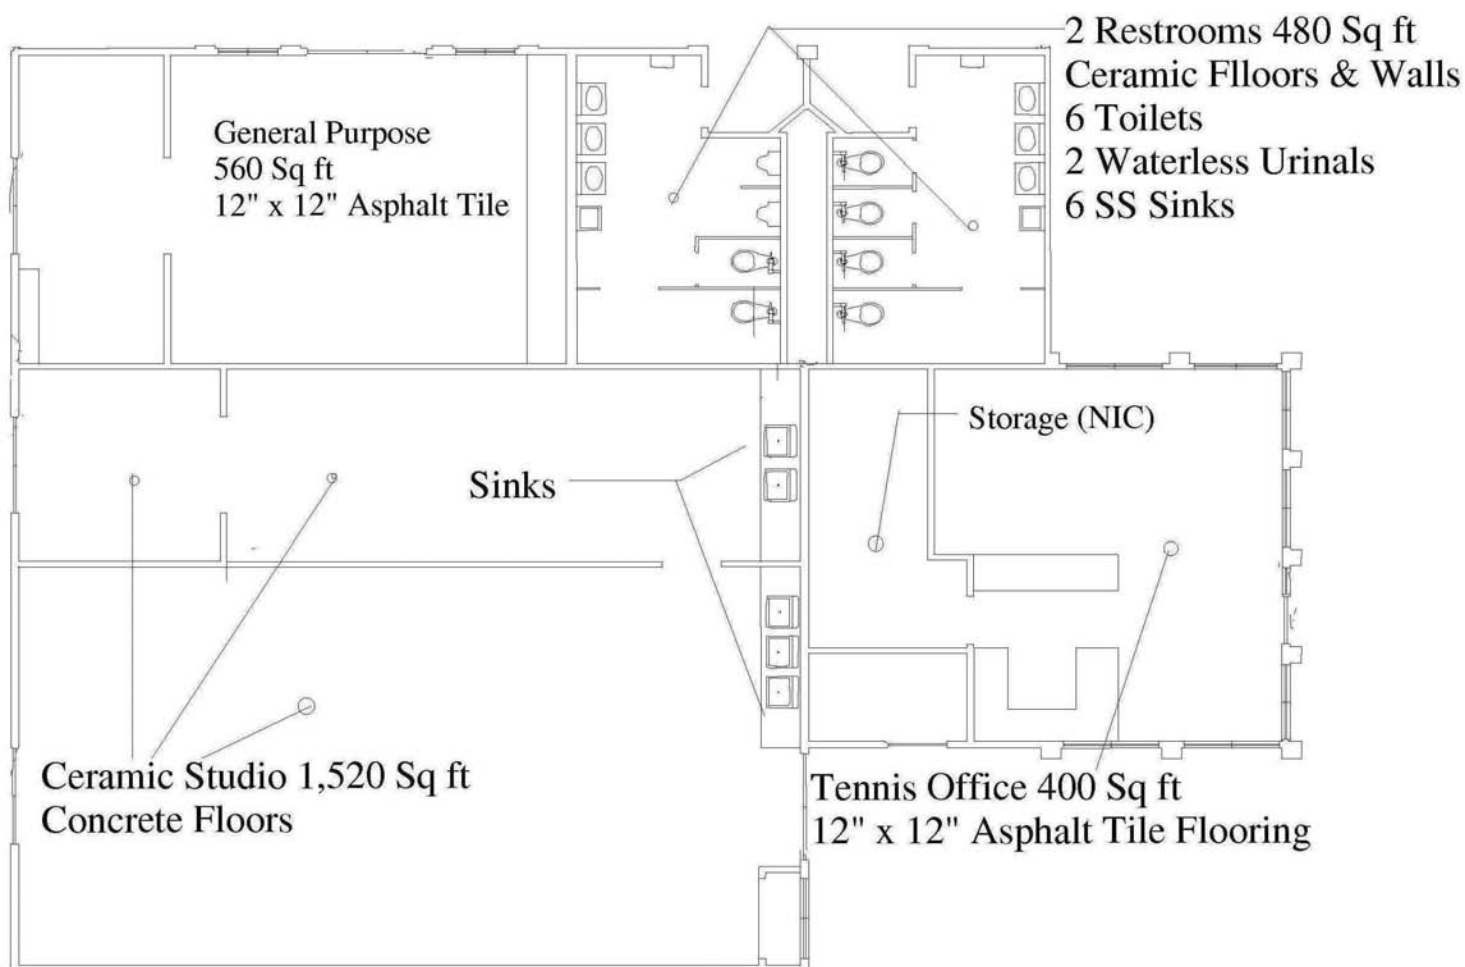 2 Restrooms 480 Sq ft
Ceramic Flloors & Walls
6 Toilets
2 Waterless Urinals
6 SS Sinks
General Purpose
560 Sq ft
12" x 12" Asphalt Tile
Storage (NIC)
Sinks
Ceramic Studio 1,520 Sq ft
Concrete Floors
Tennis Office 400 Sq ft
12" x 12" Asphalt Tile Flooring